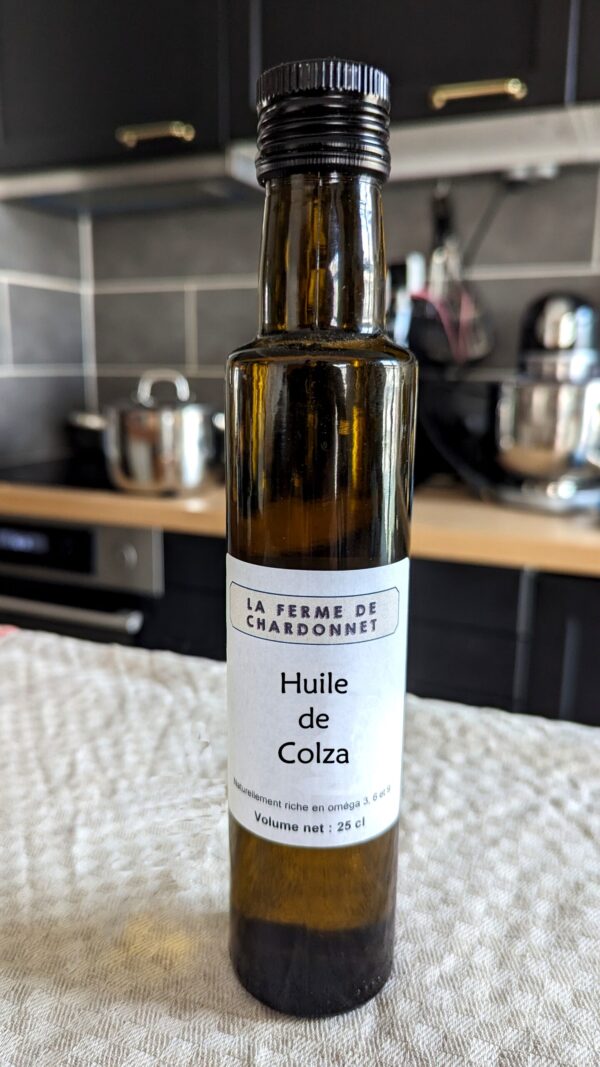 LA FERME DE
CHARDONNET
Huile
de
Colza
Naturellement riche en oméga 3, 6 et 9
Volume net : 25 cl